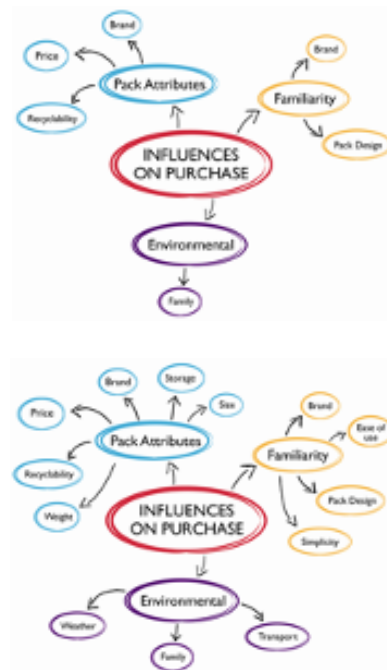 Brand
Price
Pack Attributes
Recyclability
Brand
Familiarity
Pack Design
INFLUENCES
ON PURCHASE
Environmental
Family
Storage
Brand
Size
Price
Pack Attributes
Recyclability
Weight
Brand
Ease of
use
Familiarity
Pack Design
Simplicity
INFLUENCES
ON PURCHASE
Environmental
Weather
Family
Transport